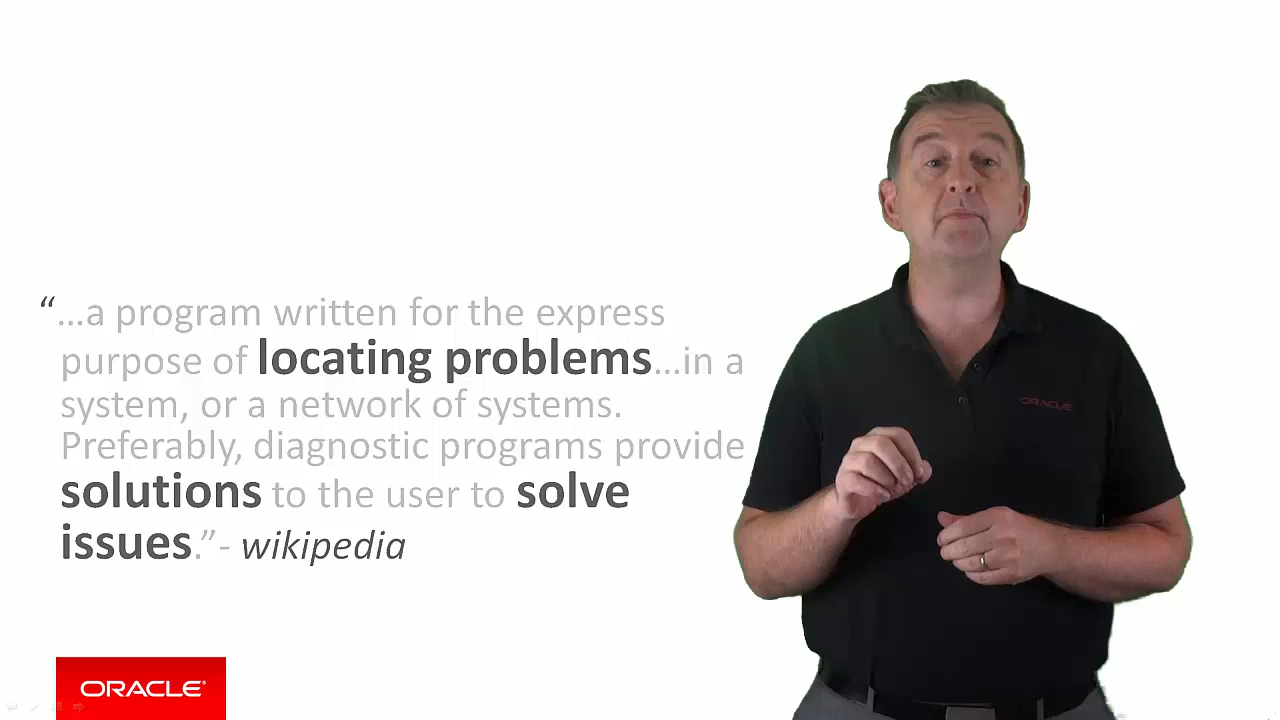 “...a program written for the express
purpose of locating problems...in a
system, or a network of systems.
Preferably, diagnostic programs provide
solutions to the user to solve
issues.”- wikipedia
ORACLE
ORACLE®